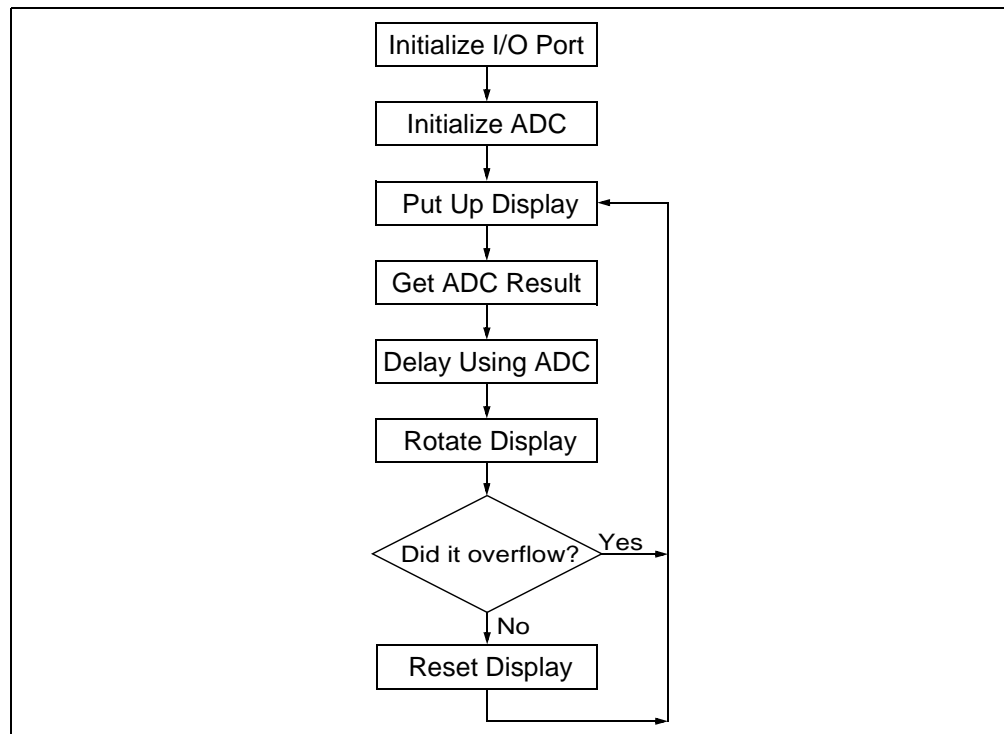 Initialize I/O Port
Initialize ADC
Put Up Display
Get ADC Result
Delay Using ADC
Rotate Display
Did it overflow?
Yes
No
Reset Display